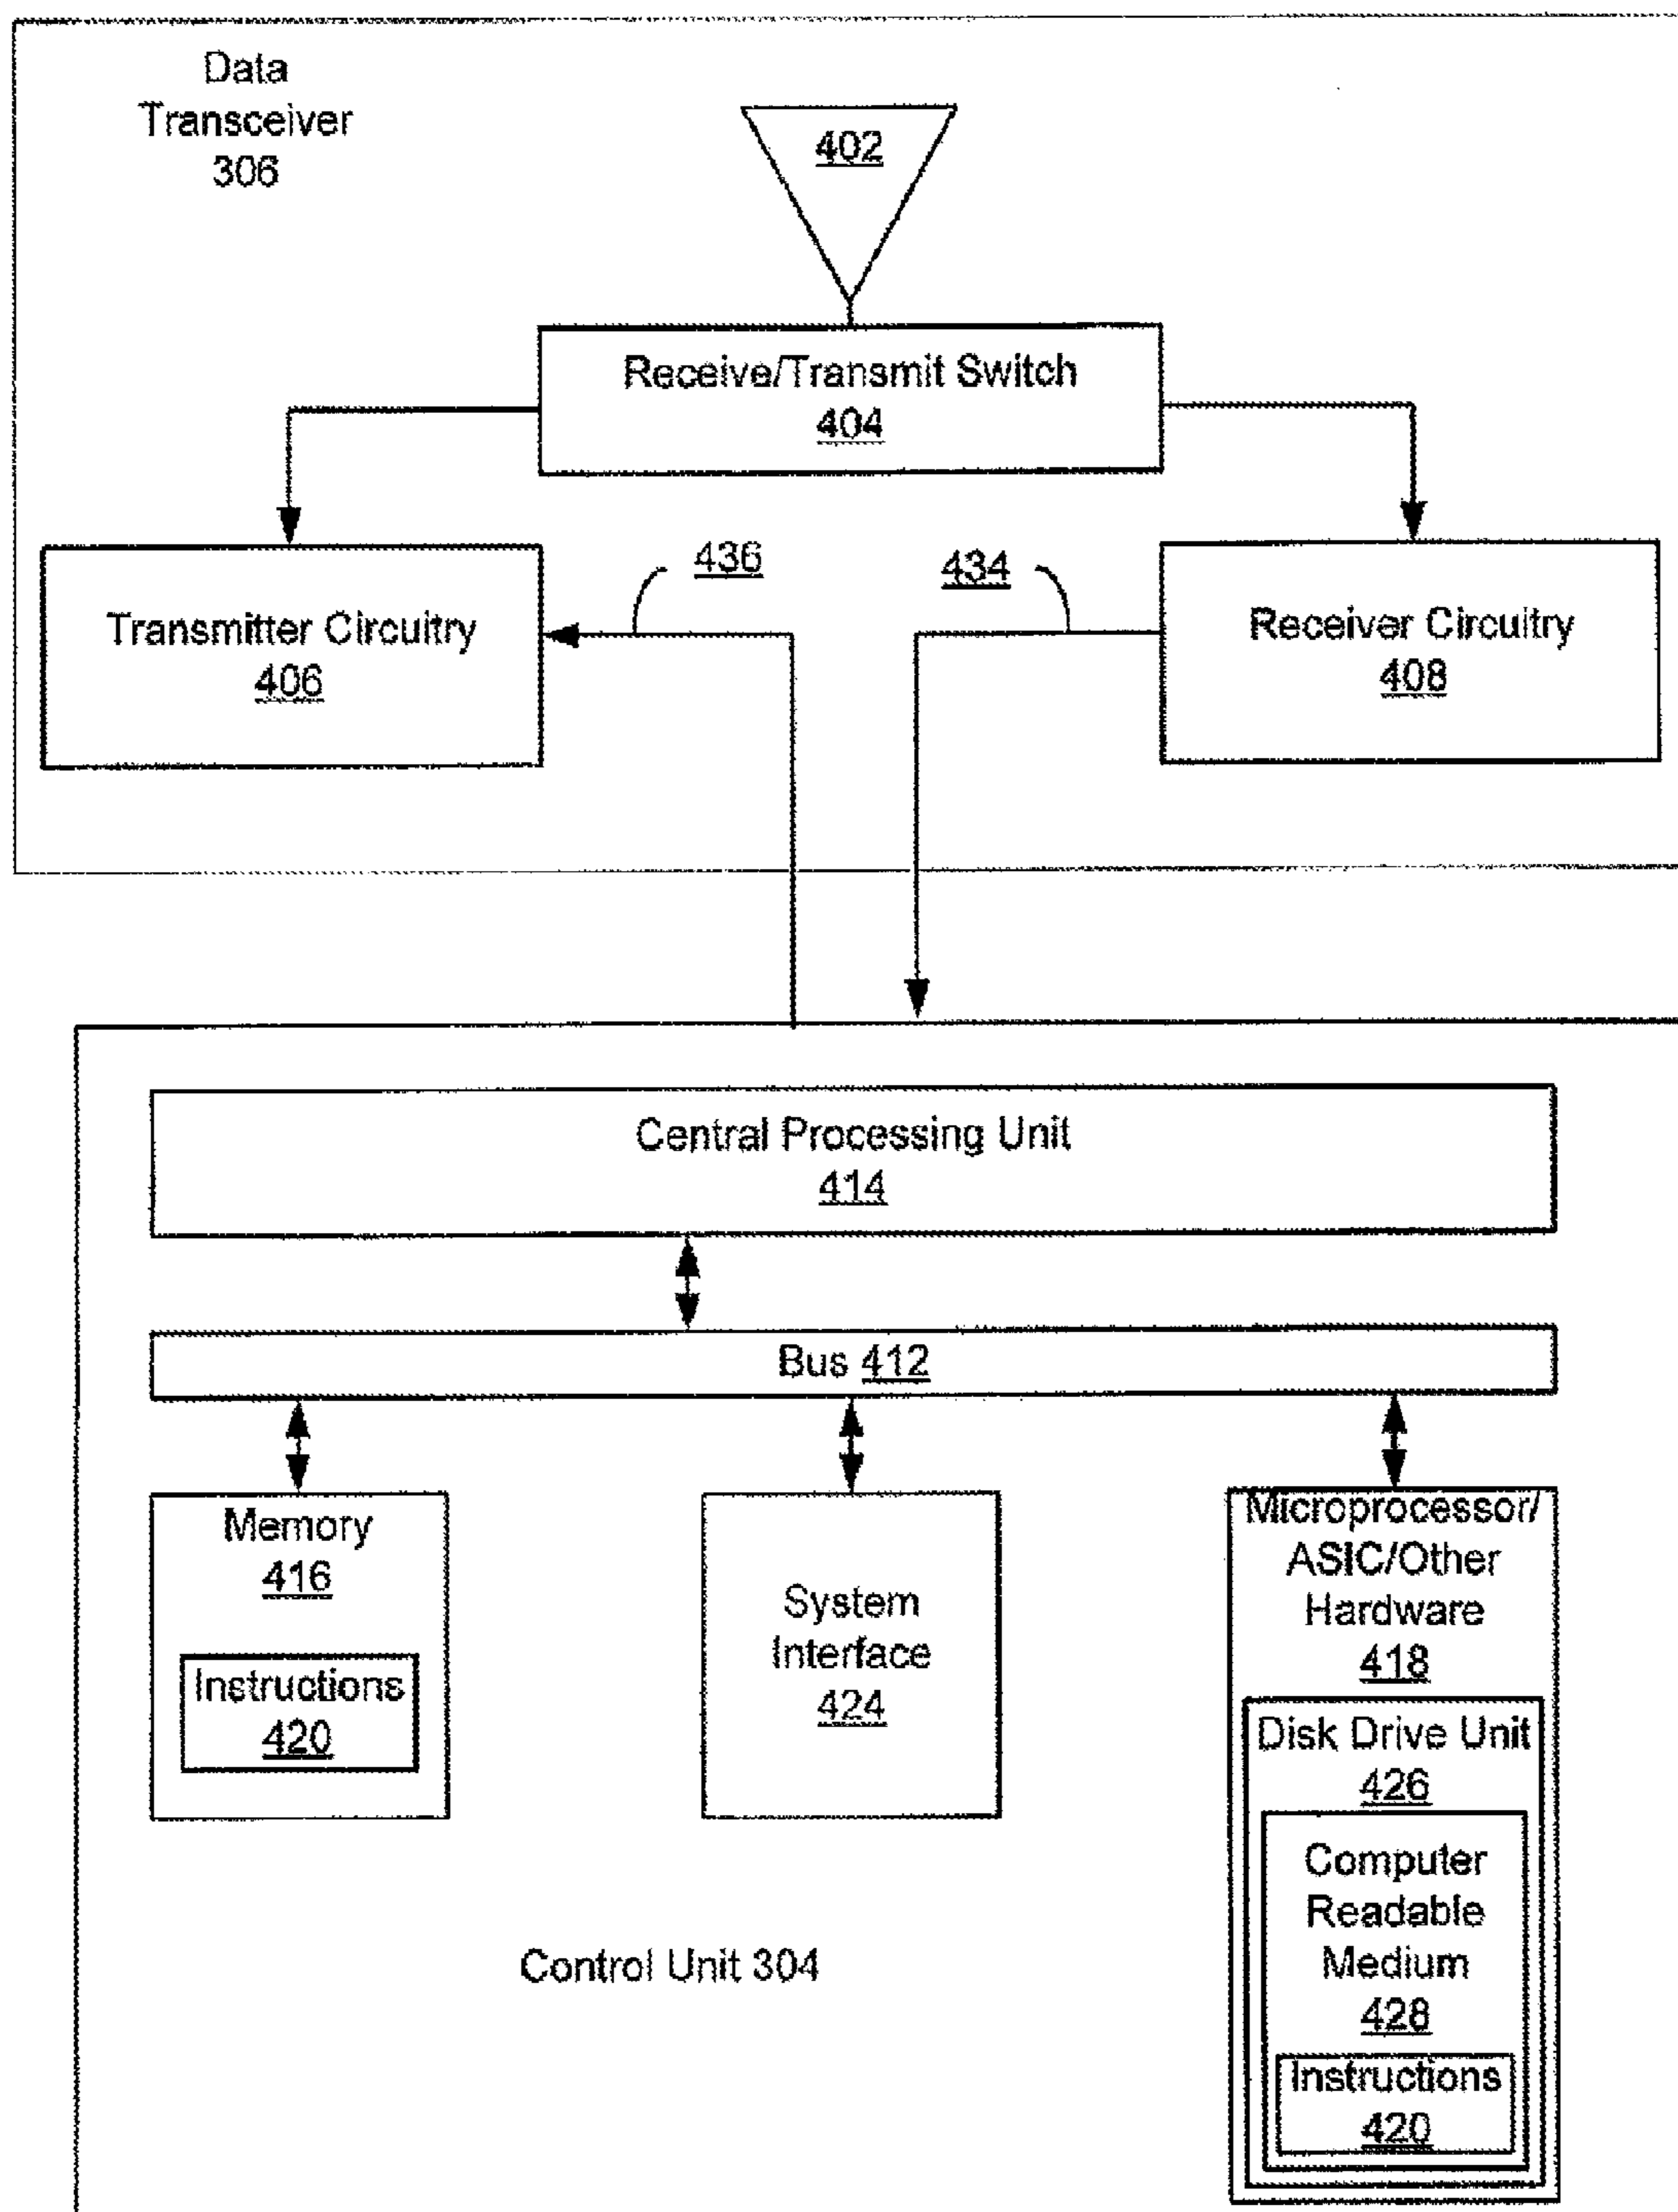 Data
Transceiver
306
402
Receive/Transmit Switch
404
436
434
Transmitter Circuitry
406
Receiver Circuitry
408
Central Processing Unit
414
Bus 412
Memory
416
Instructions
420
System
Interface
424
Microprocessor/
ASIC/Other
Hardware
418
Disk Drive Unit
426
Computer
Readable
Medium
428
Instructions
420
Control Unit 304